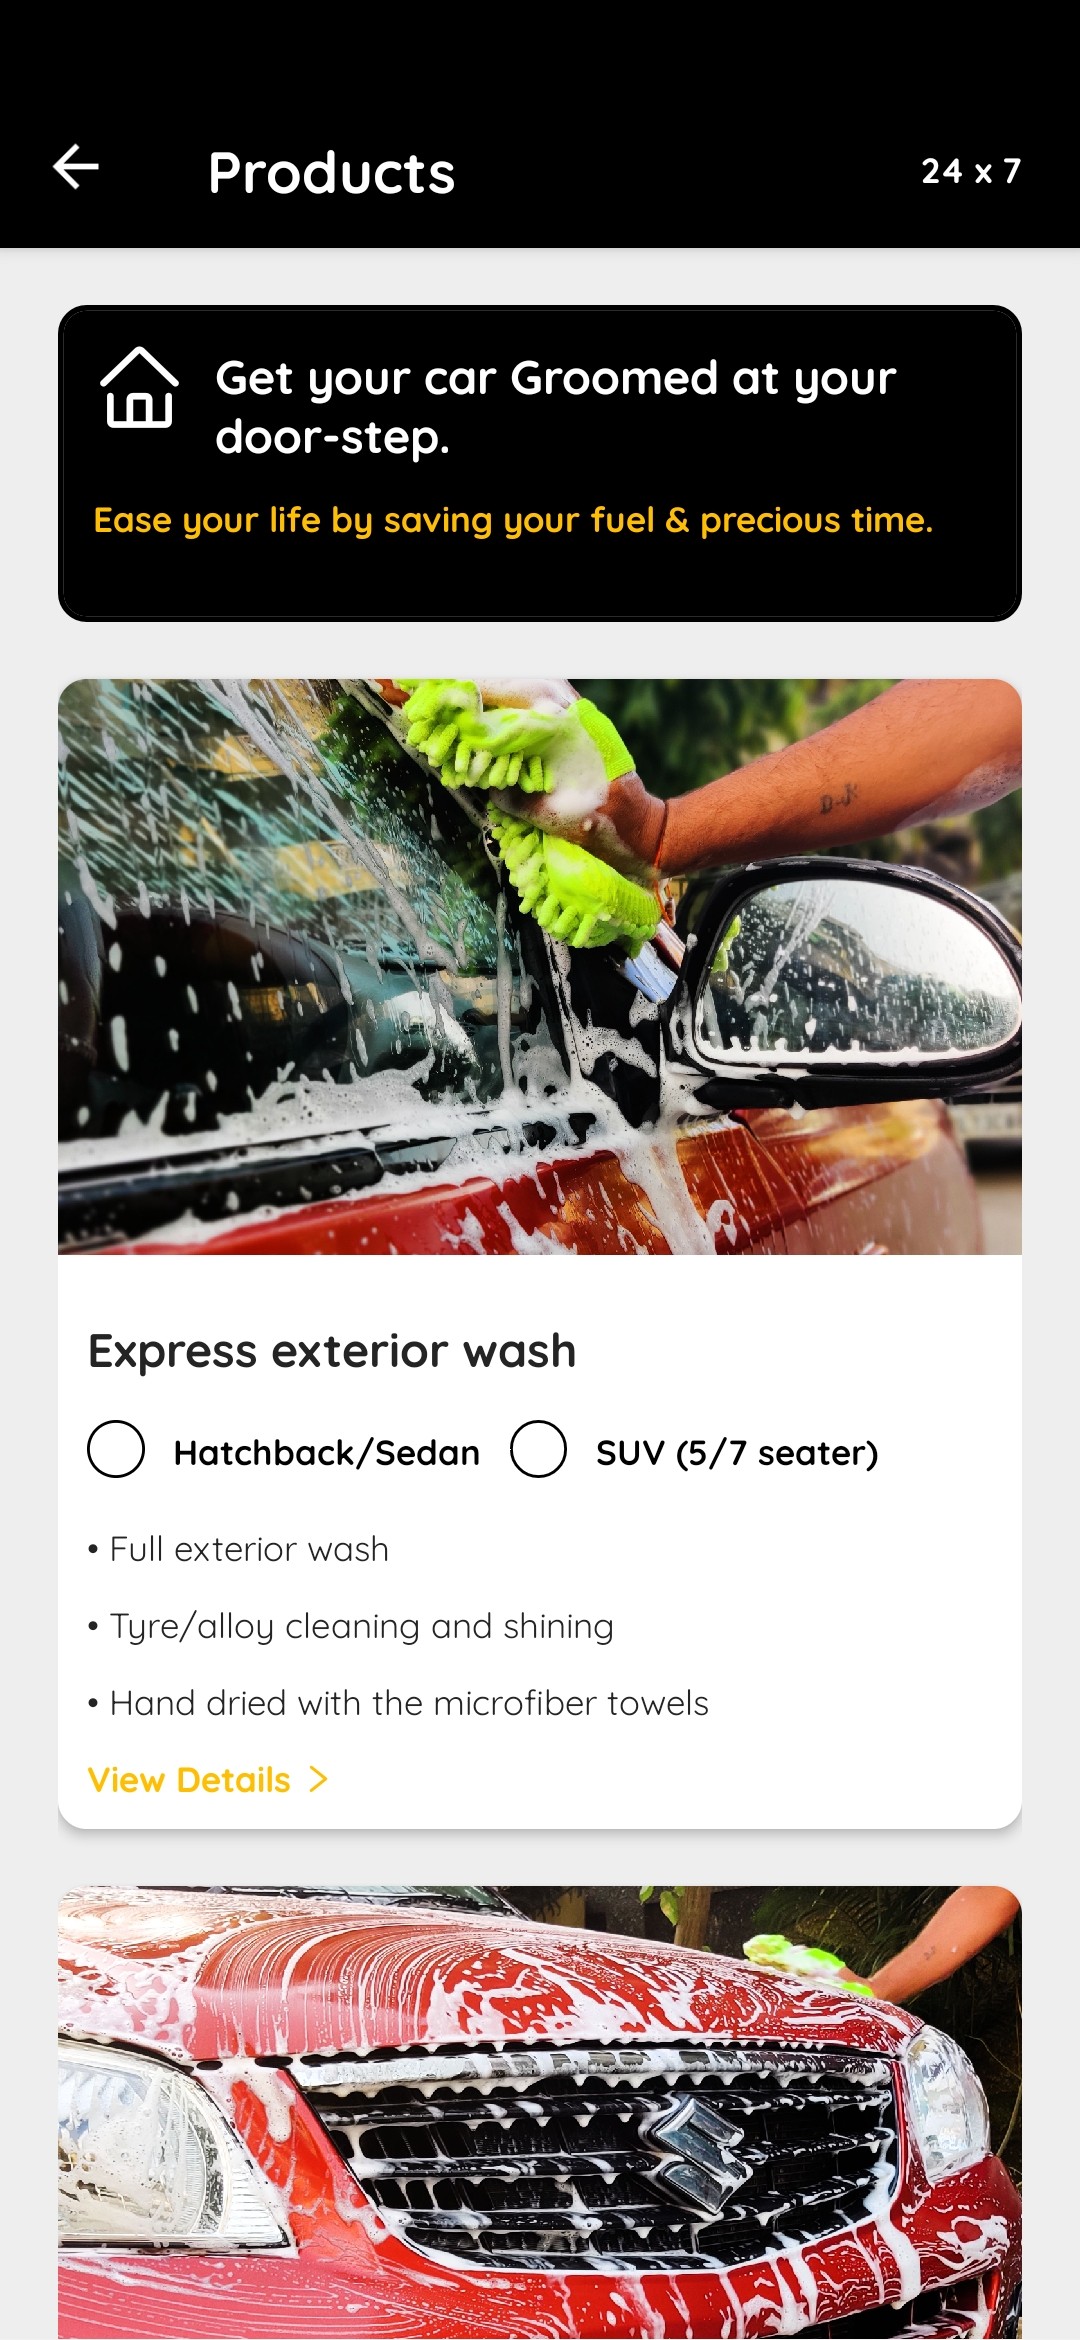 Products
24 x 7
Get your car Groomed at your
door-step.
Ease your life by saving your fuel & precious time.
D-JK
Express exterior wash
Hatchback/Sedan
SUV (5/7 seater)
• Full exterior wash
• Tyre/alloy cleaning and shining
• Hand dried with the microfiber towels
View Details >